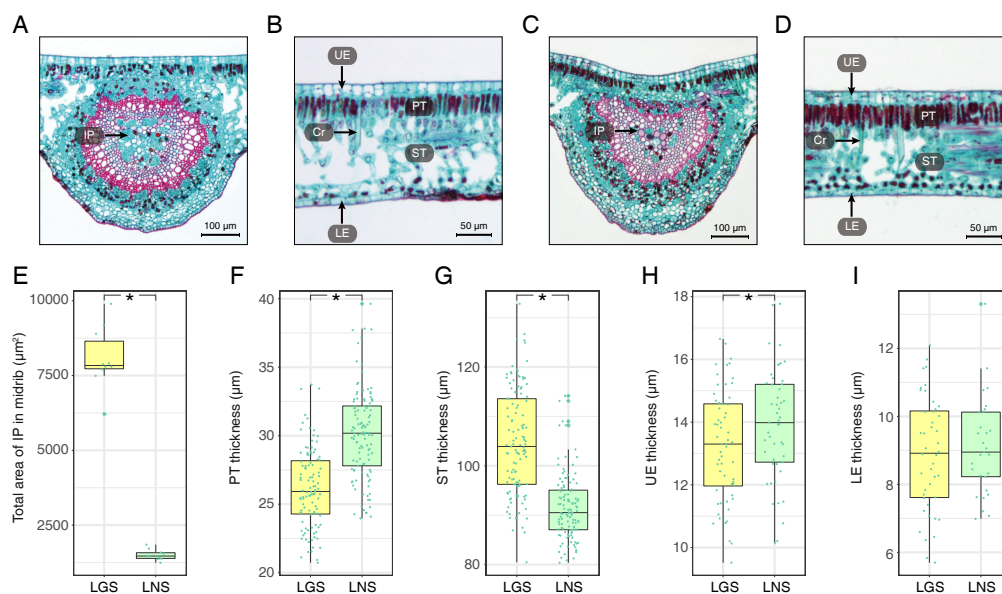 A
B
C
D
IP
100 µm
UE
PT
Cr
ST
LE
50 µm
IP
100 µm
UE
PT
Cr
ST
LE
50 µm
E
Total area of IP in midrib (µm²)
10000
7500
5000
2500
*
LGS LNS
F
PT thickness (µm)
40
35
30
25
20
*
LGS LNS
G
ST thickness (µm)
120
100
80
*
LGS LNS
H
UE thickness (µm)
18
16
14
12
10
*
LGS LNS
I
LE thickness (µm)
12
10
8
6
LGS LNS